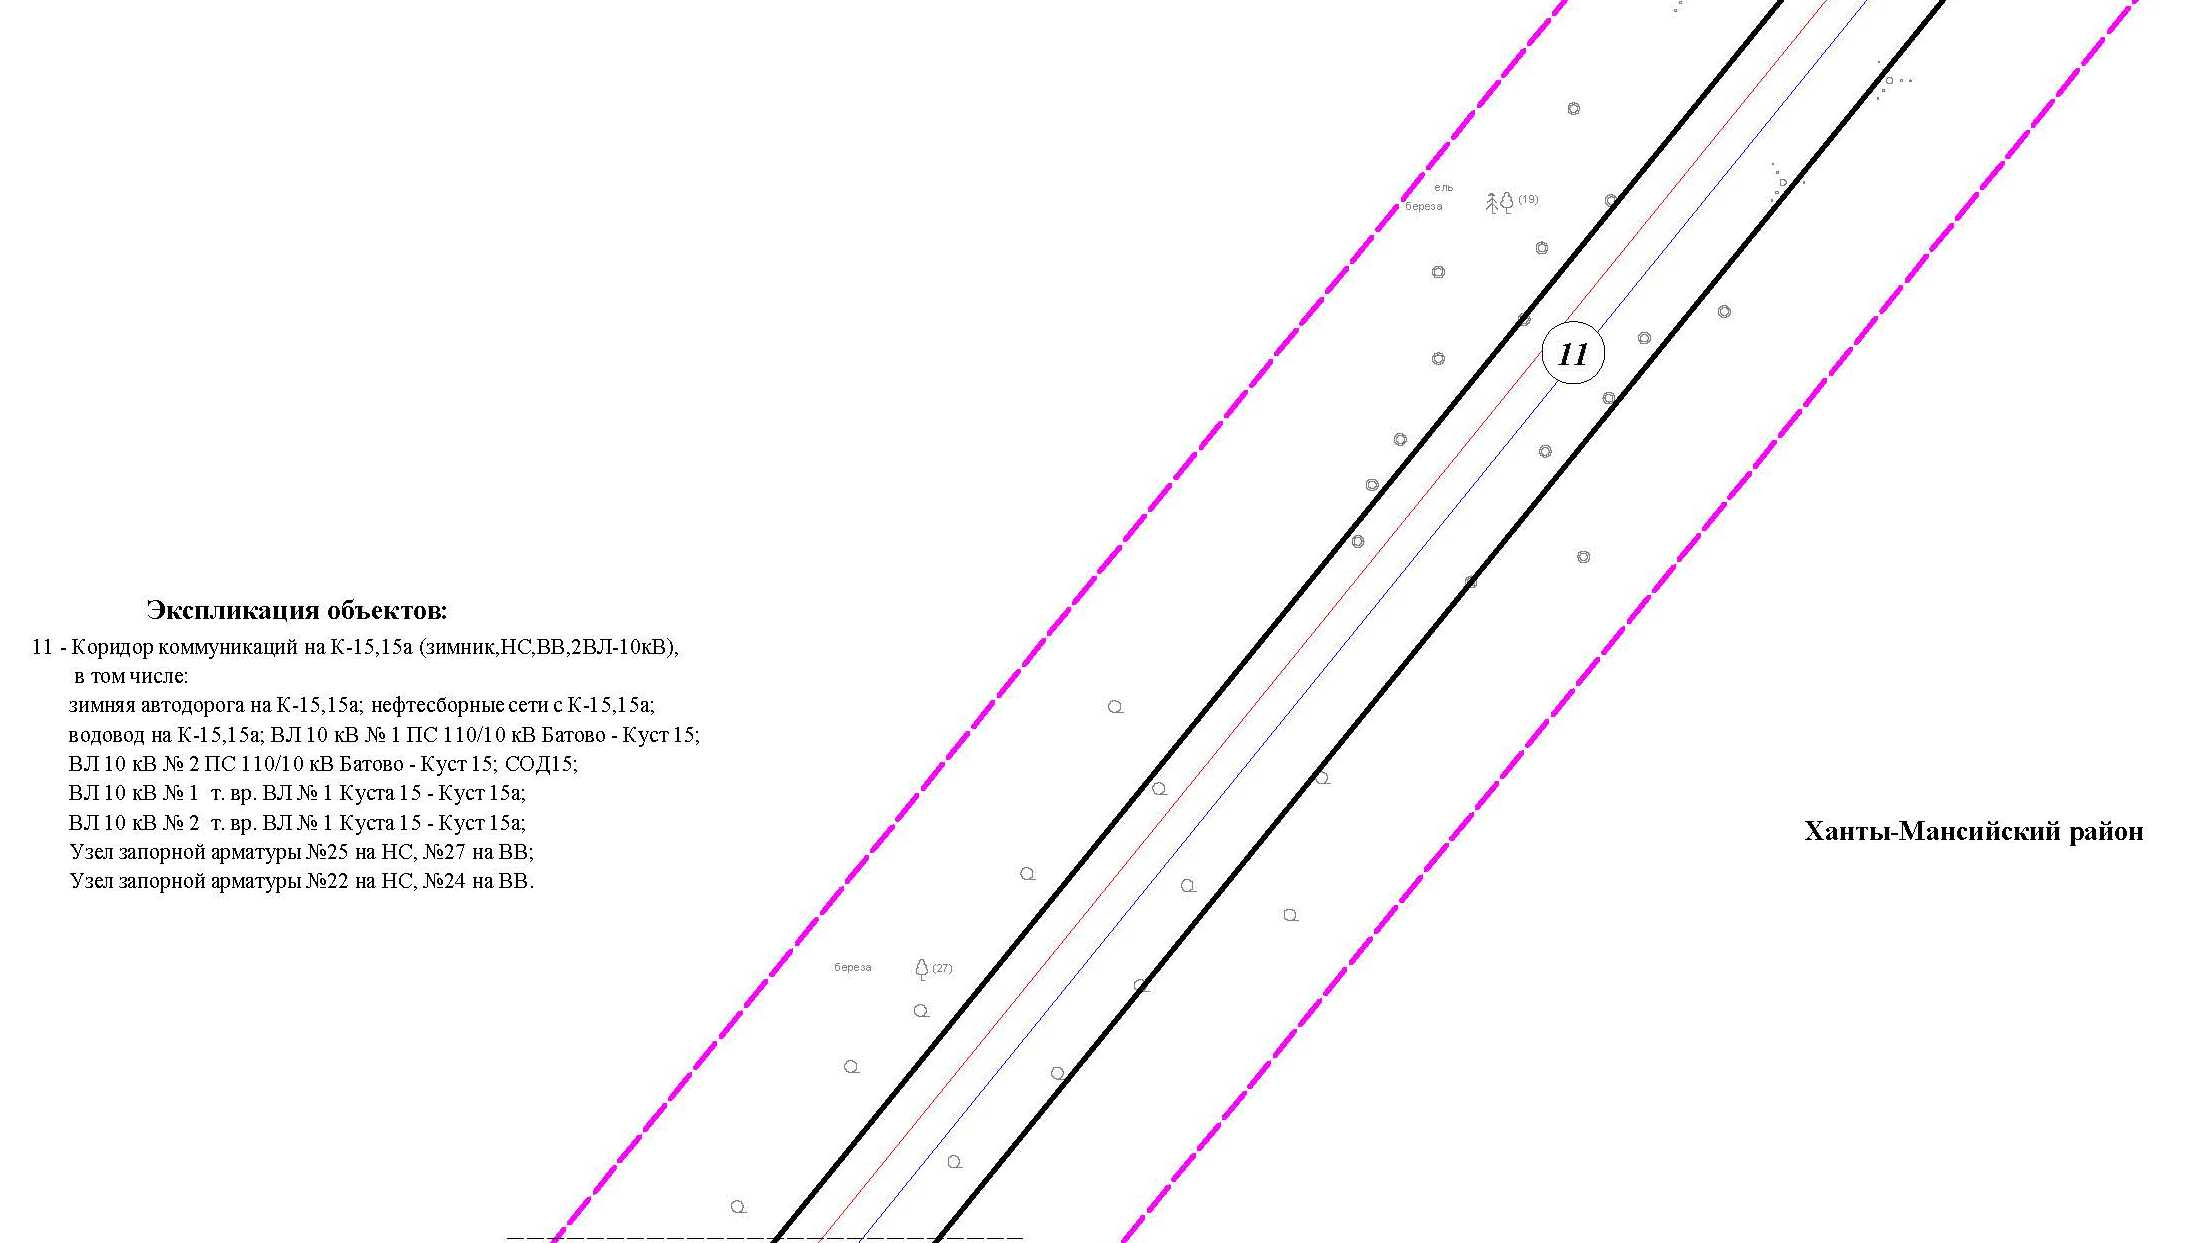 ель
береза
(19)
11
Экспликация объектов:
11 - Коридор коммуникаций на К-15,15а (зимник,НС,ВВ,2ВЛ-10кВ),
в том числе:
зимняя автодорога на К-15,15а; нефтесборные сети с К-15,15а;
водовод на К-15,15а; ВЛ 10 кВ № 1 ПС 110/10 кВ Батово - Куст 15;
ВЛ 10 кВ № 2 ПС 110/10 кВ Батово - Куст 15; СОД15;
ВЛ 10 кВ № 1 т. вр. ВЛ № 1 Куста 15 - Куст 15а;
ВЛ 10 кВ № 2 т. вр. ВЛ № 1 Куста 15 - Куст 15а;
Узел запорной арматуры №25 на НС, №27 на ВВ;
Узел запорной арматуры №22 на НС, №24 на ВВ.
Ханты-Мансийский район
береза
(27)